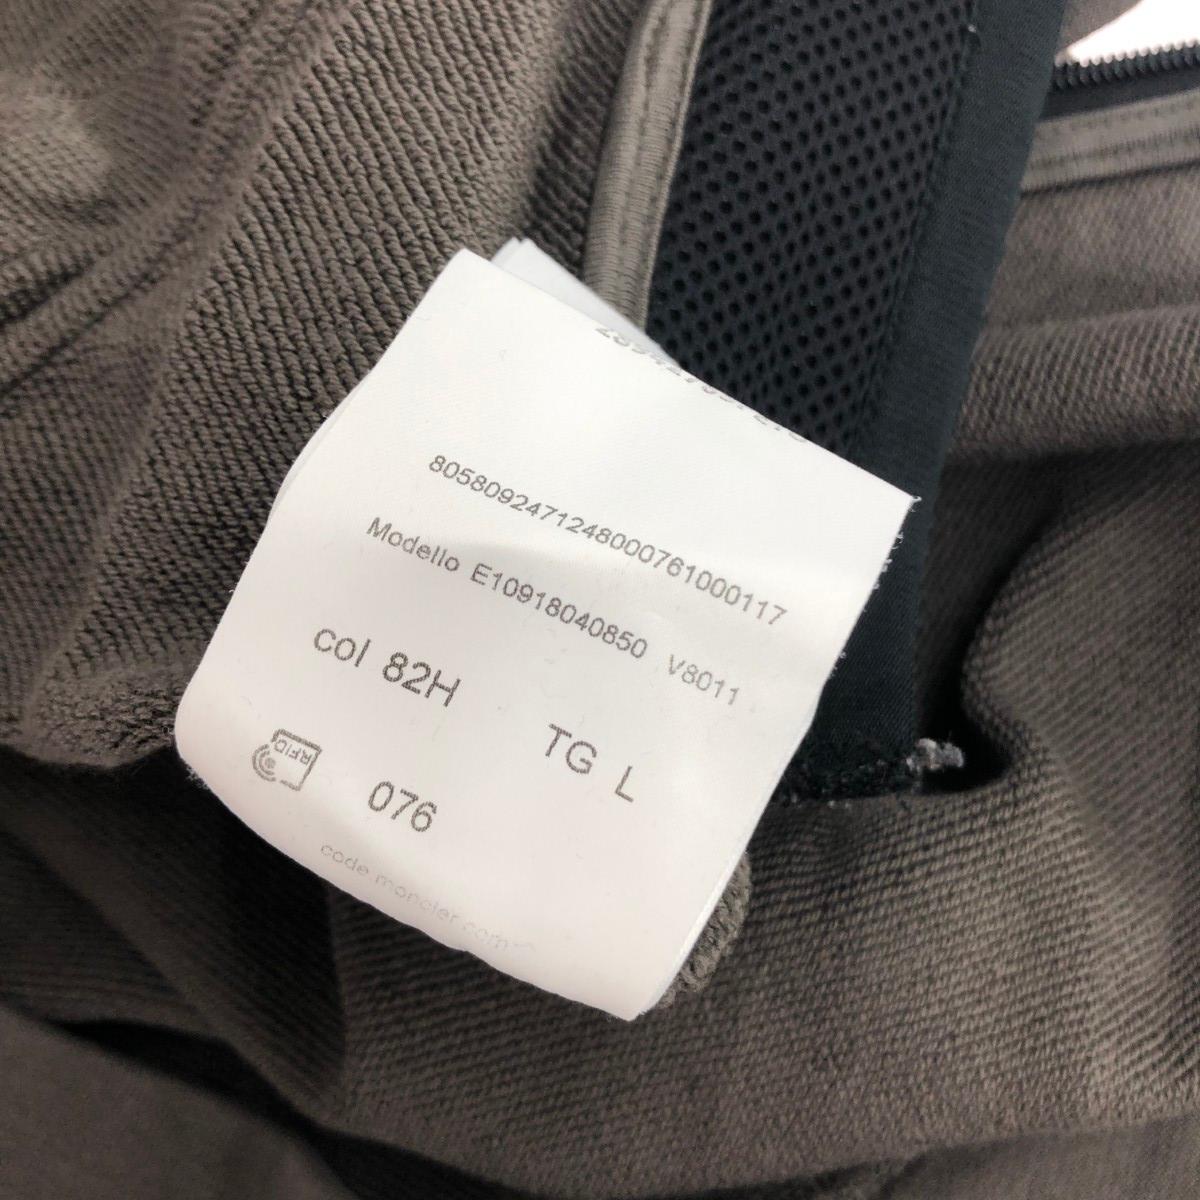 8058092471248000761000117
Modello E10918040850 V8011
col 82H TG L
RFID 076
code.moncler.com